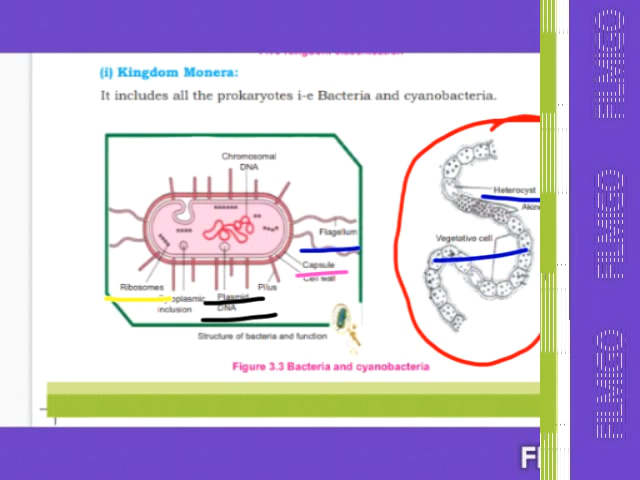 (i) Kingdom Monera:
It includes all the prokaryotes i-e Bacteria and cyanobacteria.
Chromosomal
DNA
Heterocyst
Flagellum
Vegetative cell
Capsule
Cell wall
Ribosomes
Pilus
Plasmid
DNA
inclusion
Structure of bacteria and function
Figure 3.3 Bacteria and cyanobacteria
FILMIGO
FILMIGO
FILMIGO